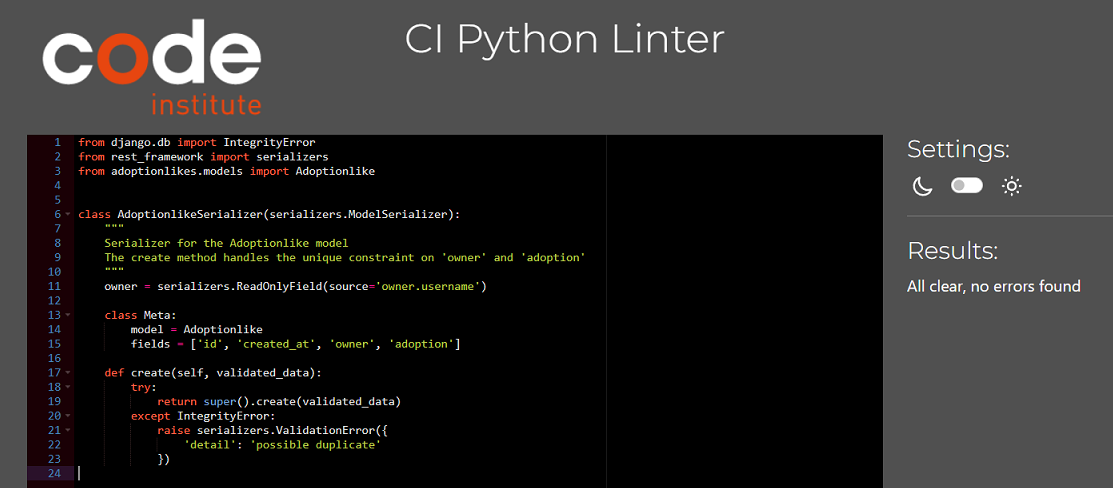 code
institute
CI Python Linter
1 from django.db import IntegrityError
2 from rest_framework import serializers
3 from adoptionlikes.models import Adoptionlike
4
5
6 class AdoptionlikeSerializer(serializers.ModelSerializer):
7     """
8     Serializer for the Adoptionlike model
9     The create method handles the unique constraint on 'owner' and 'adoption'
10     """
11     owner = serializers.ReadOnlyField(source='owner.username')
12
13     class Meta:
14         model = Adoptionlike
15         fields = ['id', 'created_at', 'owner', 'adoption']
16
17     def create(self, validated_data):
18         try:
19             return super().create(validated_data)
20         except IntegrityError:
21             raise serializers.ValidationError({
22                 'detail': 'possible duplicate'
23             })
24
Settings:
Results:
All clear, no errors found